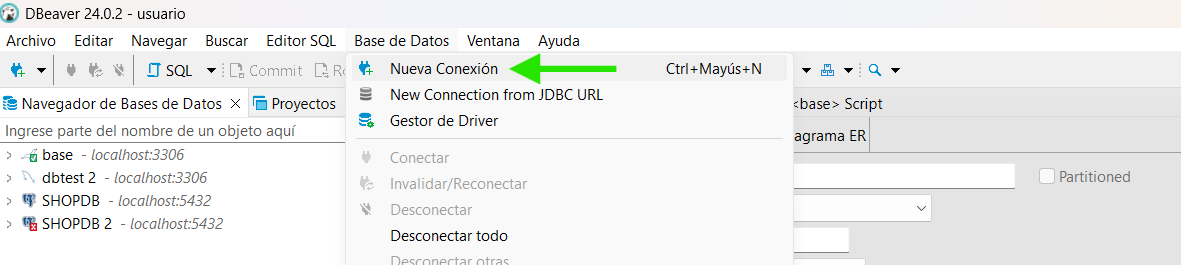 DBeaver 24.0.2 - usuario
Archivo Editar Navegar Buscar Editor SQL Base de Datos Ventana Ayuda
SQL Commit Ro
Nueva Conexión Ctrl+Mayús+N
New Connection from JDBC URL
Gestor de Driver
Conectar
Invalidar/Reconectar
Desconectar
Desconectar todo
Desconectar otras
Navegador de Bases de Datos Proyectos
Ingrese parte del nombre de un objeto aquí
base - localhost:3306
dbtest 2 - localhost:3306
SHOPDB - localhost:5432
SHOPDB 2 - localhost:5432
<base> Script
agrama ER
Partitioned